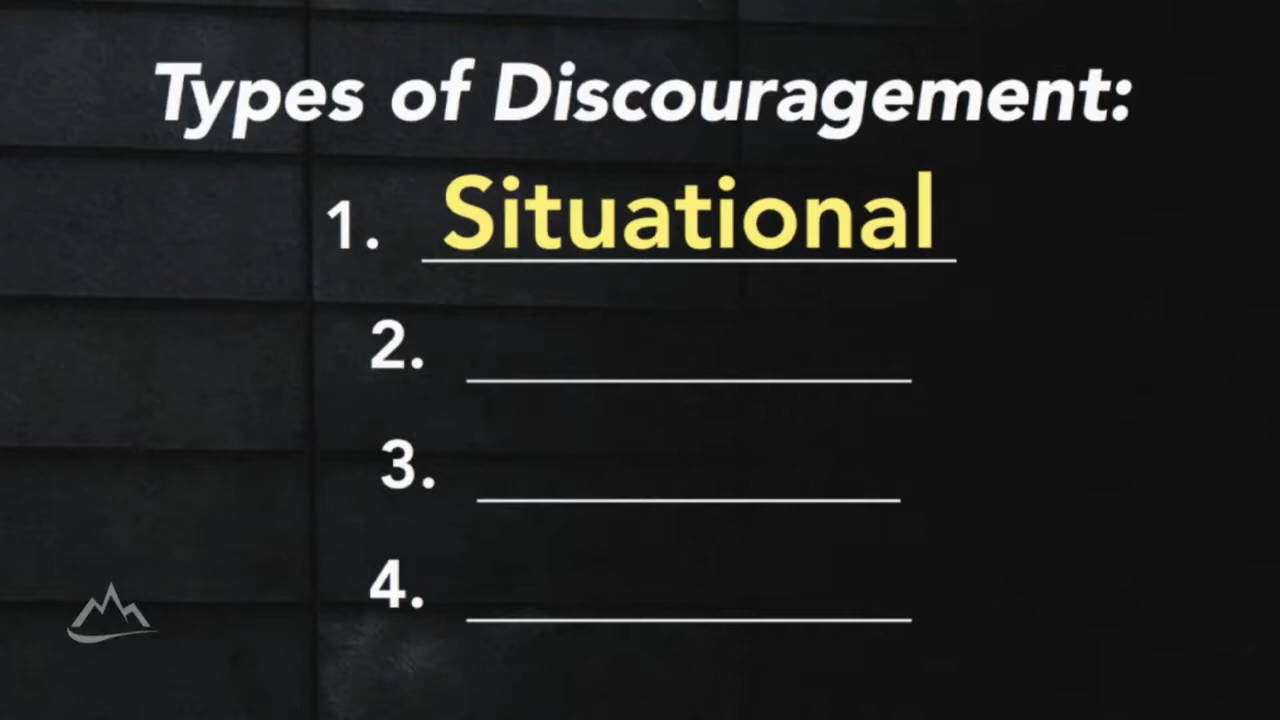 Types of Discouragement:
1. Situational
2.
3.
4.